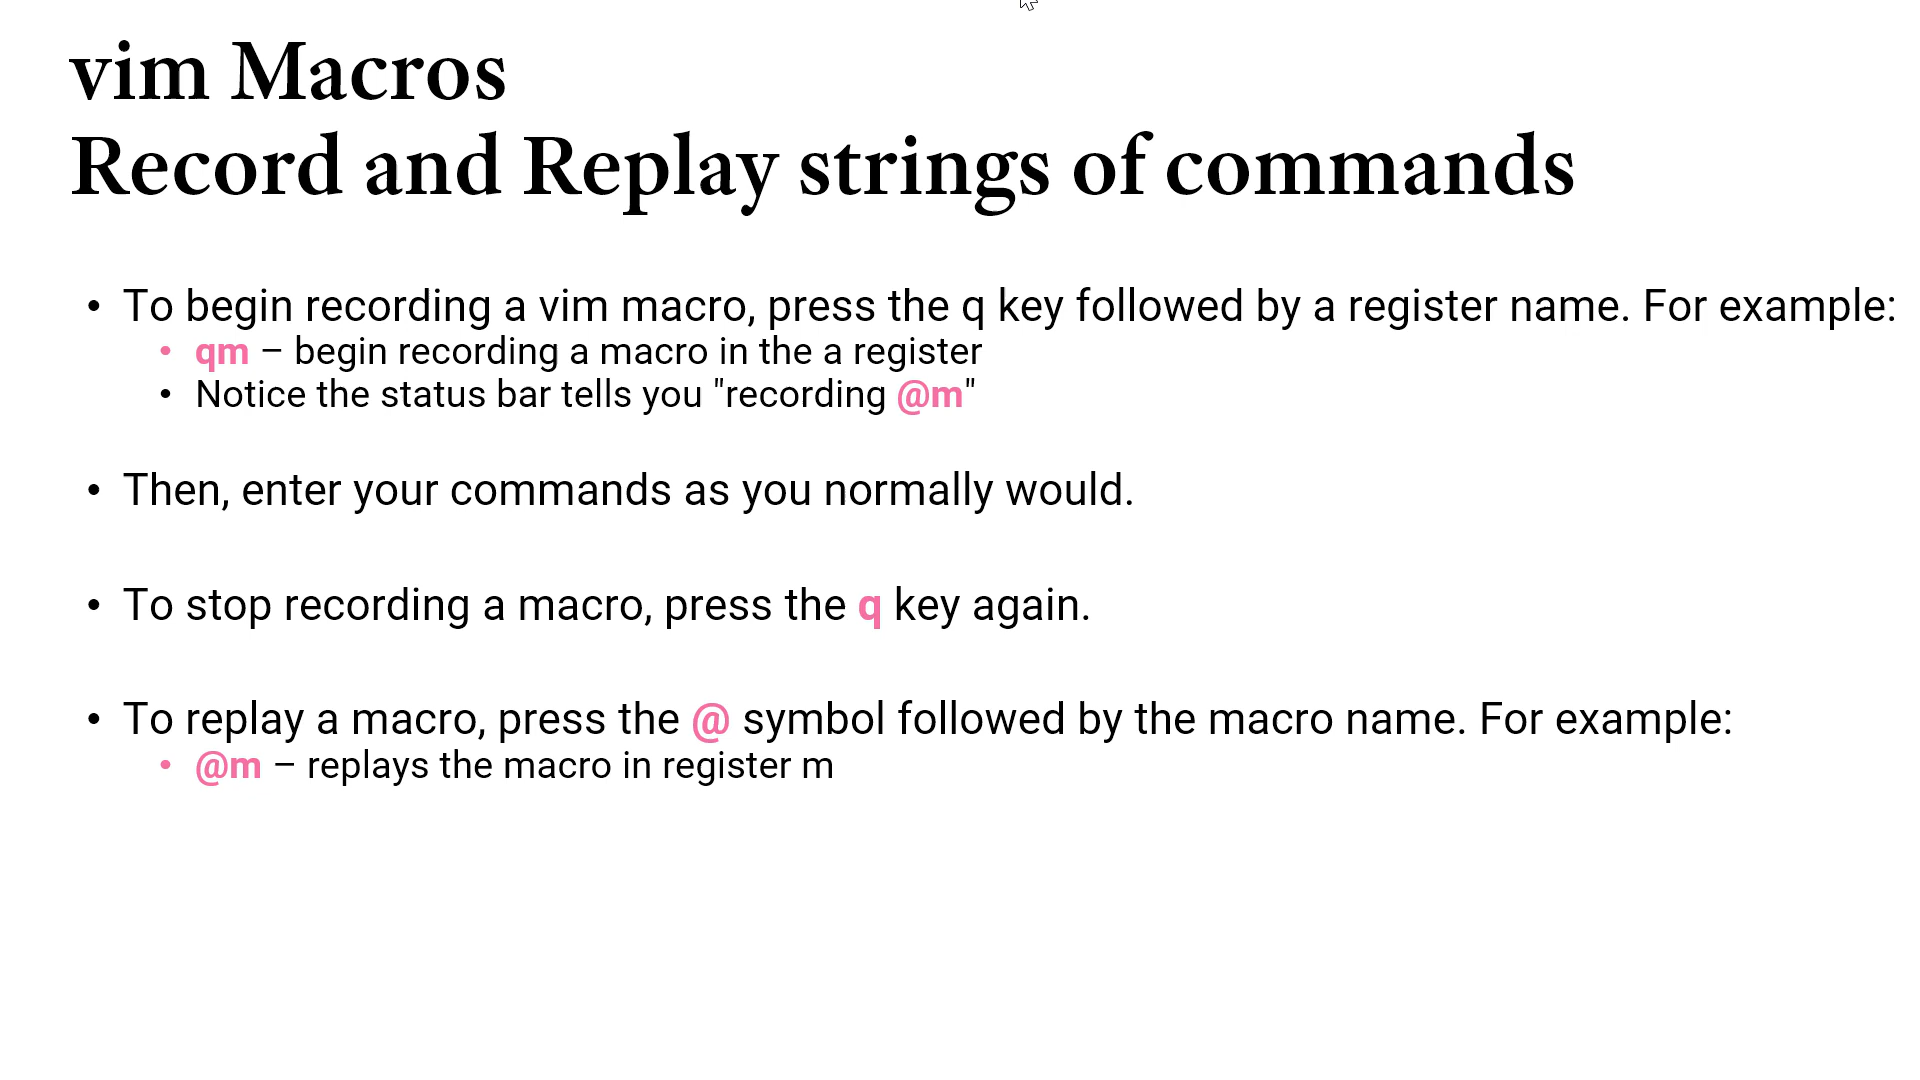 vim Macros
Record and Replay strings of commands
• To begin recording a vim macro, press the q key followed by a register name. For example:
• qm – begin recording a macro in the a register
• Notice the status bar tells you "recording @m"
• Then, enter your commands as you normally would.
• To stop recording a macro, press the q key again.
• To replay a macro, press the @ symbol followed by the macro name. For example:
• @m – replays the macro in register m